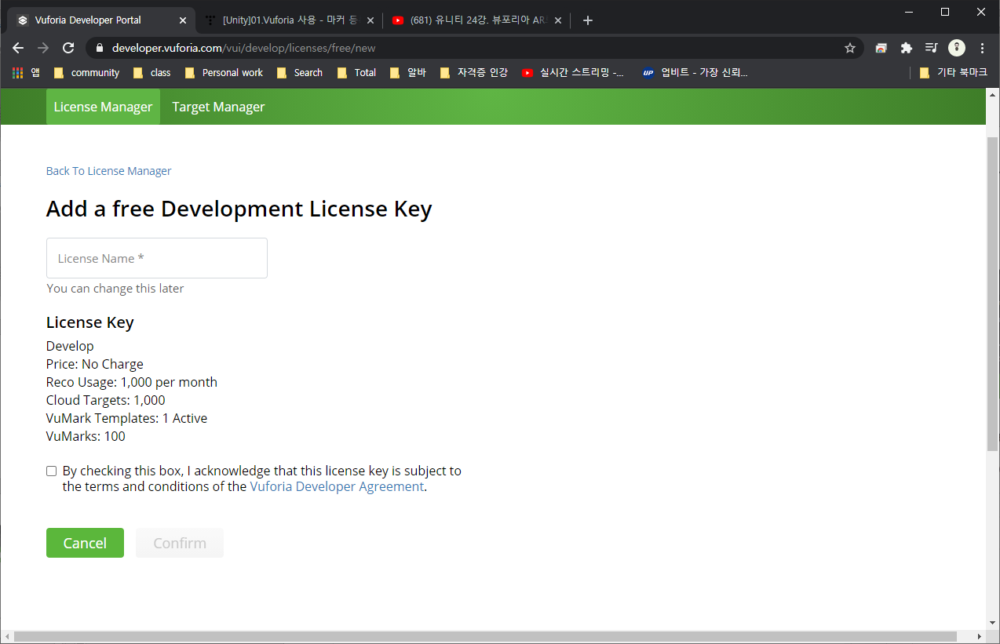 Vuforia Developer Portal
[Unity]01.Vuforia 사용 - 마커 등
(681) 유니티 24강. 뷰포리아 AR
developer.vuforia.com/vui/develop/licenses/free/new
앱
community
class
Personal work
Search
Total
알바
자격증 인강
실시간 스트리밍 -...
UP
업비트 - 가장 신뢰...
기타 북마크
License Manager
Target Manager
Back To License Manager
Add a free Development License Key
License Name *
You can change this later
License Key
Develop
Price: No Charge
Reco Usage: 1,000 per month
Cloud Targets: 1,000
VuMark Templates: 1 Active
VuMarks: 100
By checking this box, I acknowledge that this license key is subject to
the terms and conditions of the Vuforia Developer Agreement.
Cancel
Confirm